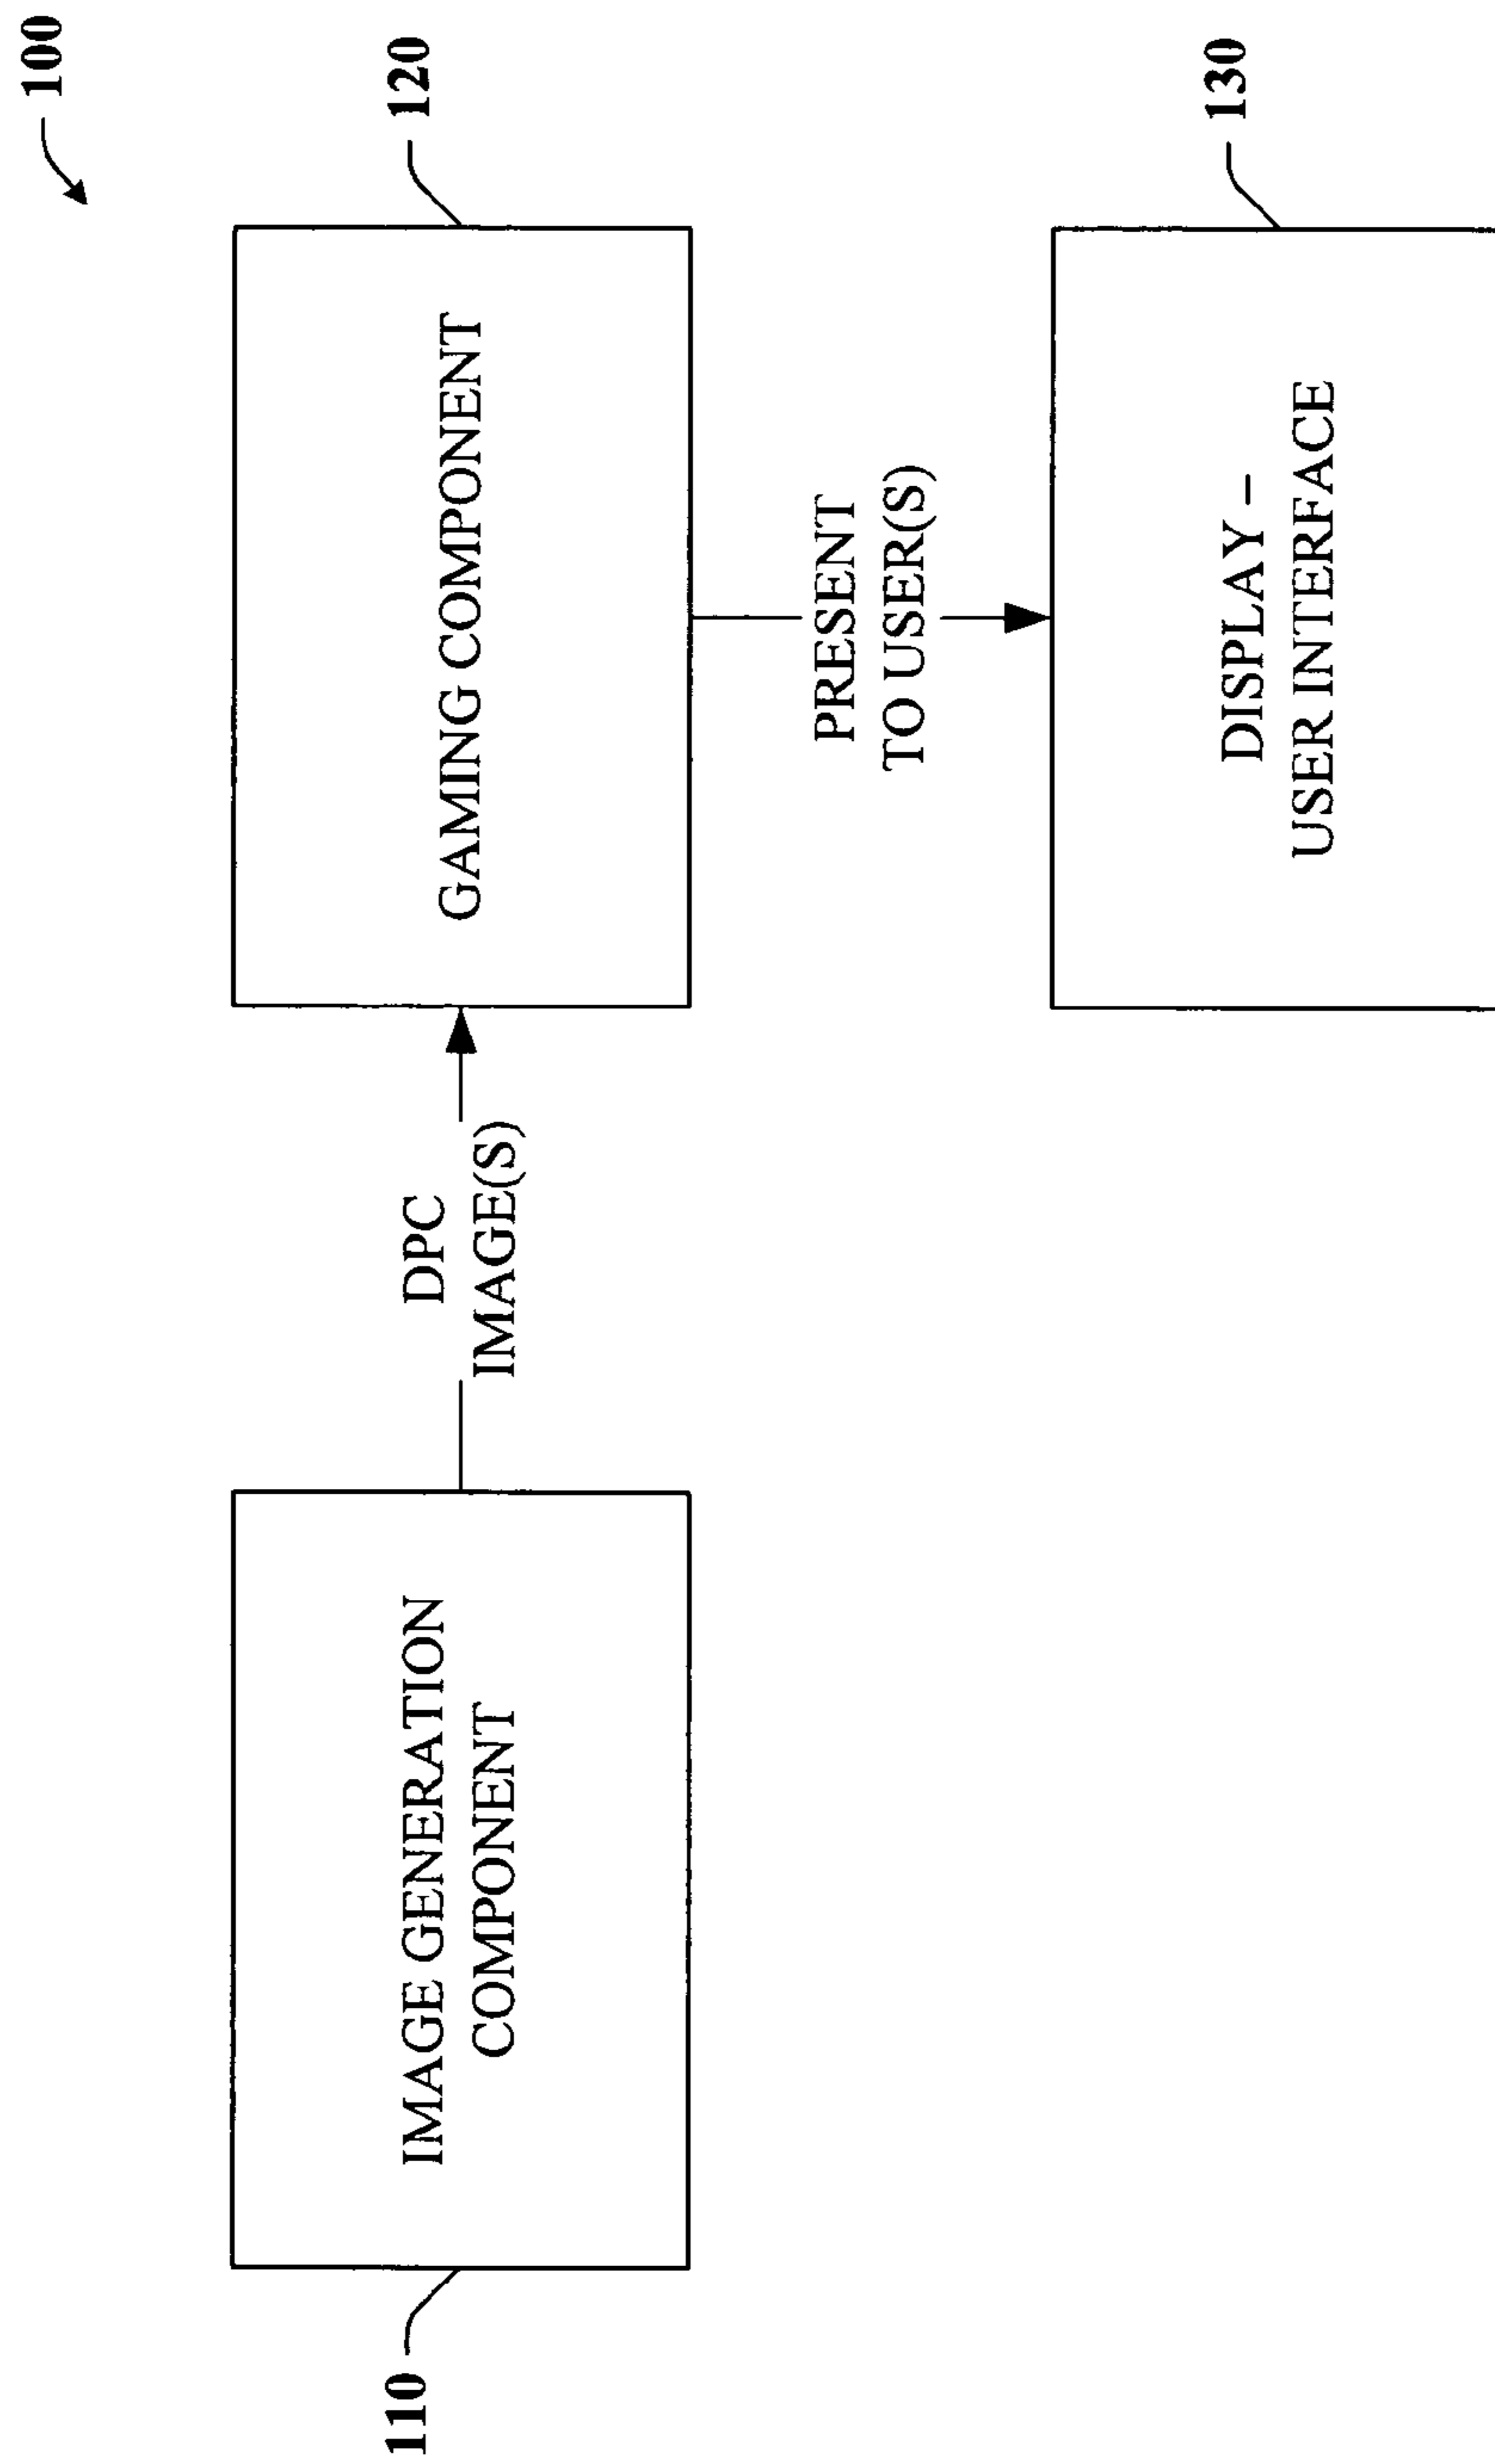 100
110
IMAGE GENERATION
COMPONENT
DPC
IMAGE(S)
120
GAMING COMPONENT
PRESENT
TO USER(S)
130
DISPLAY –
USER INTERFACE